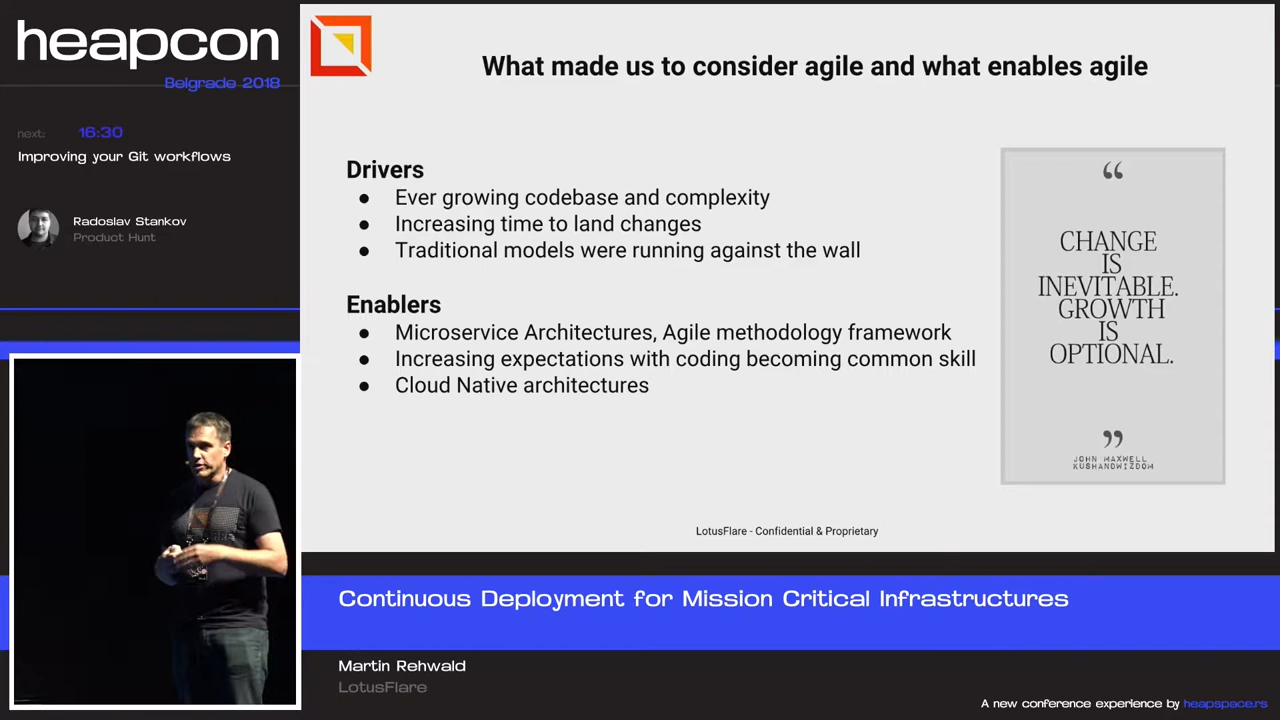 heapcon
Belgrade 2018
next: 16:30
Improving your Git workflows
Radoslav Stankov
Product Hunt
What made us to consider agile and what enables agile
Drivers
● Ever growing codebase and complexity
● Increasing time to land changes
● Traditional models were running against the wall
Enablers
● Microservice Architectures, Agile methodology framework
● Increasing expectations with coding becoming common skill
● Cloud Native architectures
“
CHANGE
IS
INEVITABLE.
GROWTH
IS
OPTIONAL.
”
JOHN MAXWELL
KUSHANDWIZDOM
LotusFlare - Confidential & Proprietary
Continuous Deployment for Mission Critical Infrastructures
Martin Rehwald
LotusFlare
A new conference experience by heapspace.rs